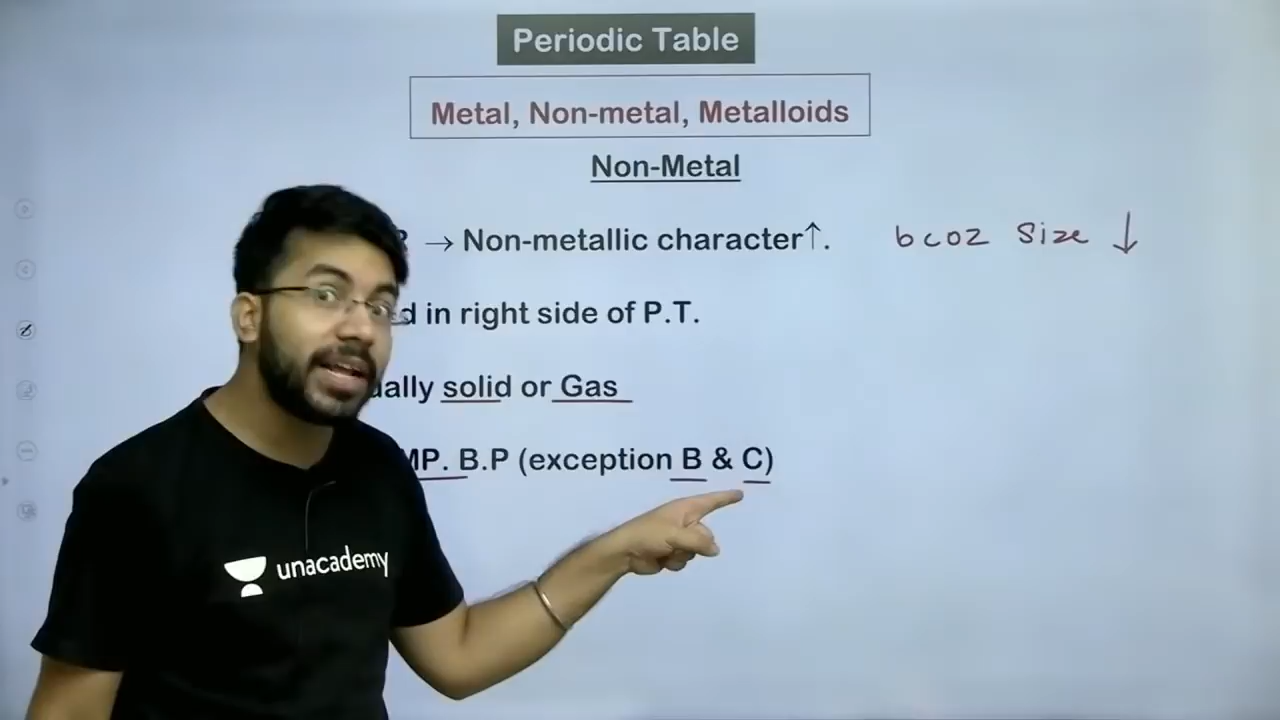 Periodic Table
Metal, Non-metal, Metalloids
Non-Metal
→ Non-metallic character↑. bcoz size ↓
in right side of P.T.
solid or Gas
MP. B.P (exception B & C)
unacademy